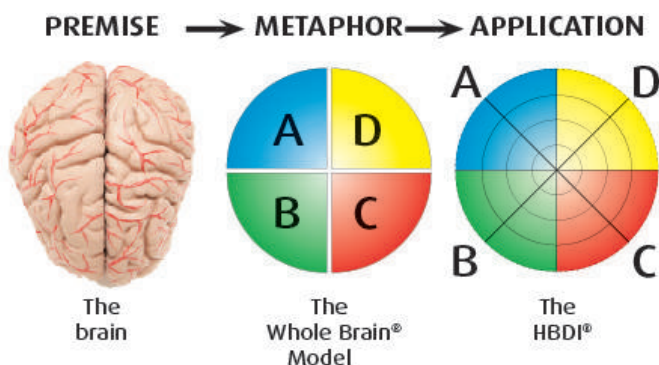 PREMISE METAPHOR APPLICATION
A D
B C
A D
B C
The
brain
The
Whole Brain®
Model
The
HBDI®